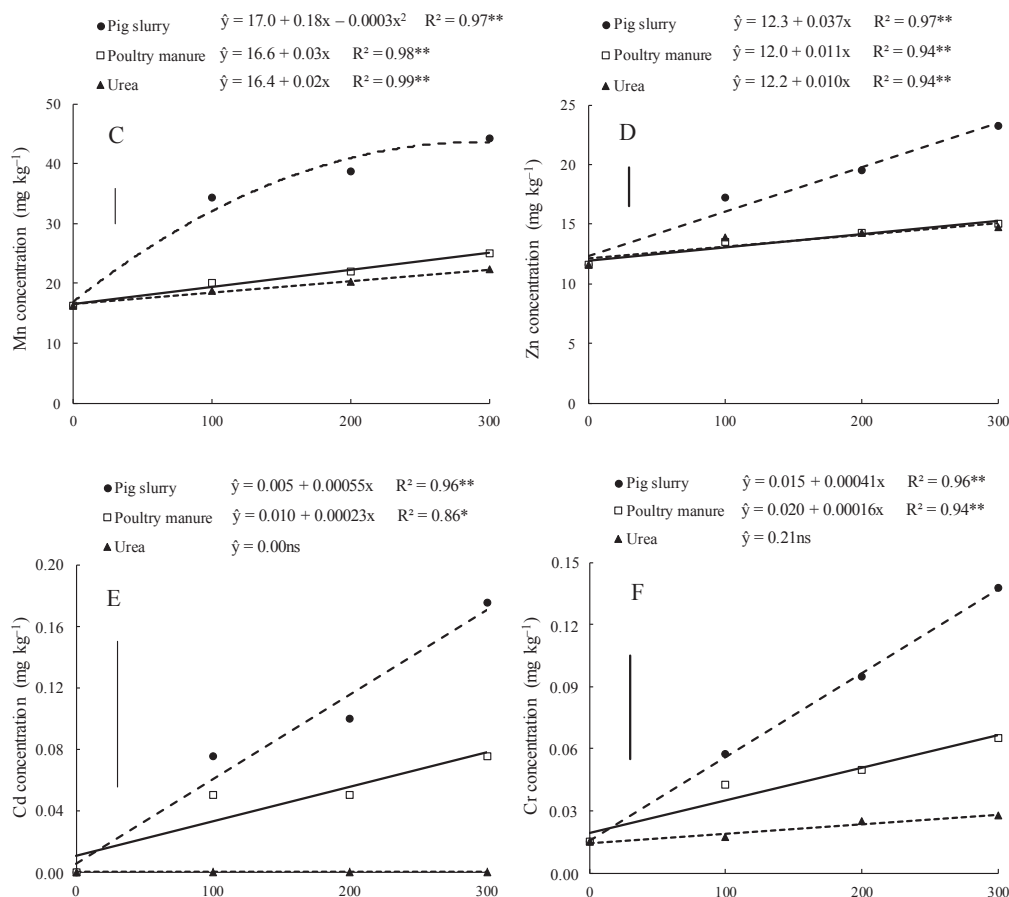 Pig slurry ŷ = 17.0 + 0.18x – 0.0003x² R² = 0.97**
Poultry manure ŷ = 16.6 + 0.03x R² = 0.98**
Urea ŷ = 16.4 + 0.02x R² = 0.99**
50
40
30
20
10
0
Mn concentration (mg kg⁻¹)
C
0 100 200 300
Pig slurry ŷ = 12.3 + 0.037x R² = 0.97**
Poultry manure ŷ = 12.0 + 0.011x R² = 0.94**
Urea ŷ = 12.2 + 0.010x R² = 0.94**
25
20
15
10
5
0
Zn concentration (mg kg⁻¹)
D
0 100 200 300
Pig slurry ŷ = 0.005 + 0.00055x R² = 0.96**
Poultry manure ŷ = 0.010 + 0.00023x R² = 0.86*
Urea ŷ = 0.00ns
0.20
0.16
0.12
0.08
0.04
0.00
Cd concentration (mg kg⁻¹)
E
0 100 200 300
Pig slurry ŷ = 0.015 + 0.00041x R² = 0.96**
Poultry manure ŷ = 0.020 + 0.00016x R² = 0.94**
Urea ŷ = 0.21ns
0.15
0.12
0.09
0.06
0.03
0.00
Cr concentration (mg kg⁻¹)
F
0 100 200 300